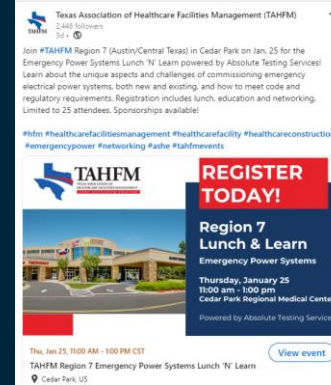 Texas Association of Healthcare Facilities Management (TAHFM)
2,448 followers
3d •
Join #TAHFM Region 7 (Austin/Central Texas) in Cedar Park on Jan. 25 for the
Emergency Power Systems Lunch 'N' Learn powered by Absolute Testing Services!
Learn about the unique aspects and challenges of commissioning emergency
electrical power systems, both new and existing, and how to meet code and
regulatory requirements. Registration includes lunch, education and networking.
Limited to 25 attendees. Sponsorships available!
#hfm #healthcarefacilitiesmanagement #healthcarefacility #healthcareconstruction
#emergencypower #networking #ashe #tahfmevents
TAHFM
REGISTER
TODAY!
Region 7
Lunch & Learn
Emergency Power Systems
Thursday, January 25
11:00 am - 1:00 pm
Cedar Park Regional Medical Cente
Powered by Absolute Testing Service
Thu, Jan 25, 11:00 AM - 1:00 PM CST
TAHFM Region 7 Emergency Power Systems Lunch 'N' Learn
Cedar Park, US
View event